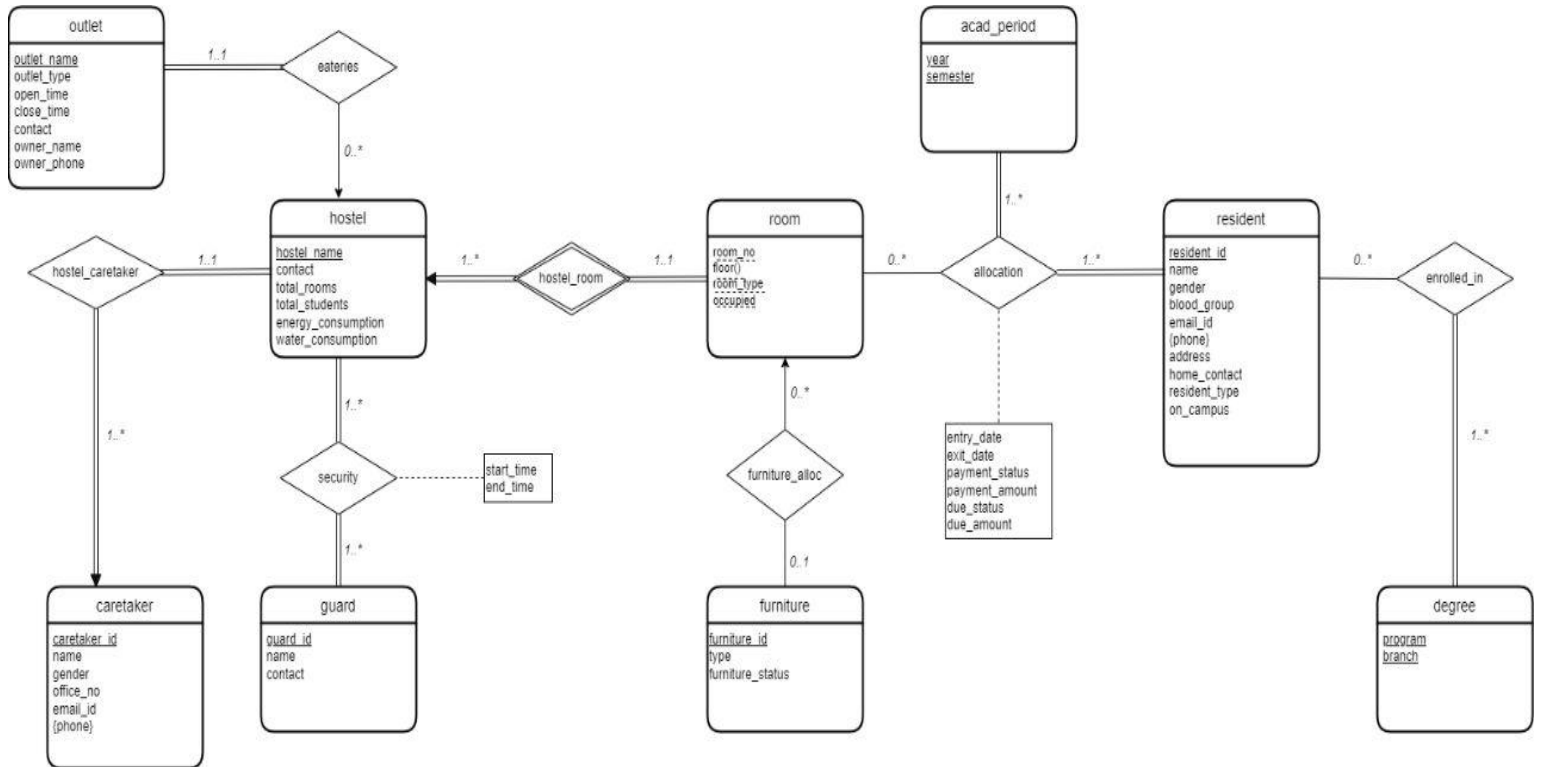 outlet
outlet_name
outlet_type
open_time
close_time
contact
owner_name
owner_phone
1..1
eateries
0..*
acad_period
year
semester
1..*
hostel
hostel_name
contact
total_rooms
total_students
energy_consumption
water_consumption
hostel_caretaker
1..1
1..*
1..*
hostel_room
1..1
room
room_no
floor()
room_type
occupied
0..*
allocation
1..*
resident
resident_id
name
gender
blood_group
email_id
{phone}
address
home_contact
resident_type
on_campus
0..*
enrolled_in
1..*
entry_date
exit_date
payment_status
payment_amount
due_status
due_amount
1..*
security
start_time
end_time
1..*
0..*
furniture_alloc
0..1
caretaker
caretaker_id
name
gender
office_no
email_id
{phone}
guard
guard_id
name
contact
furniture
furniture_id
type
furniture_status
degree
program
branch